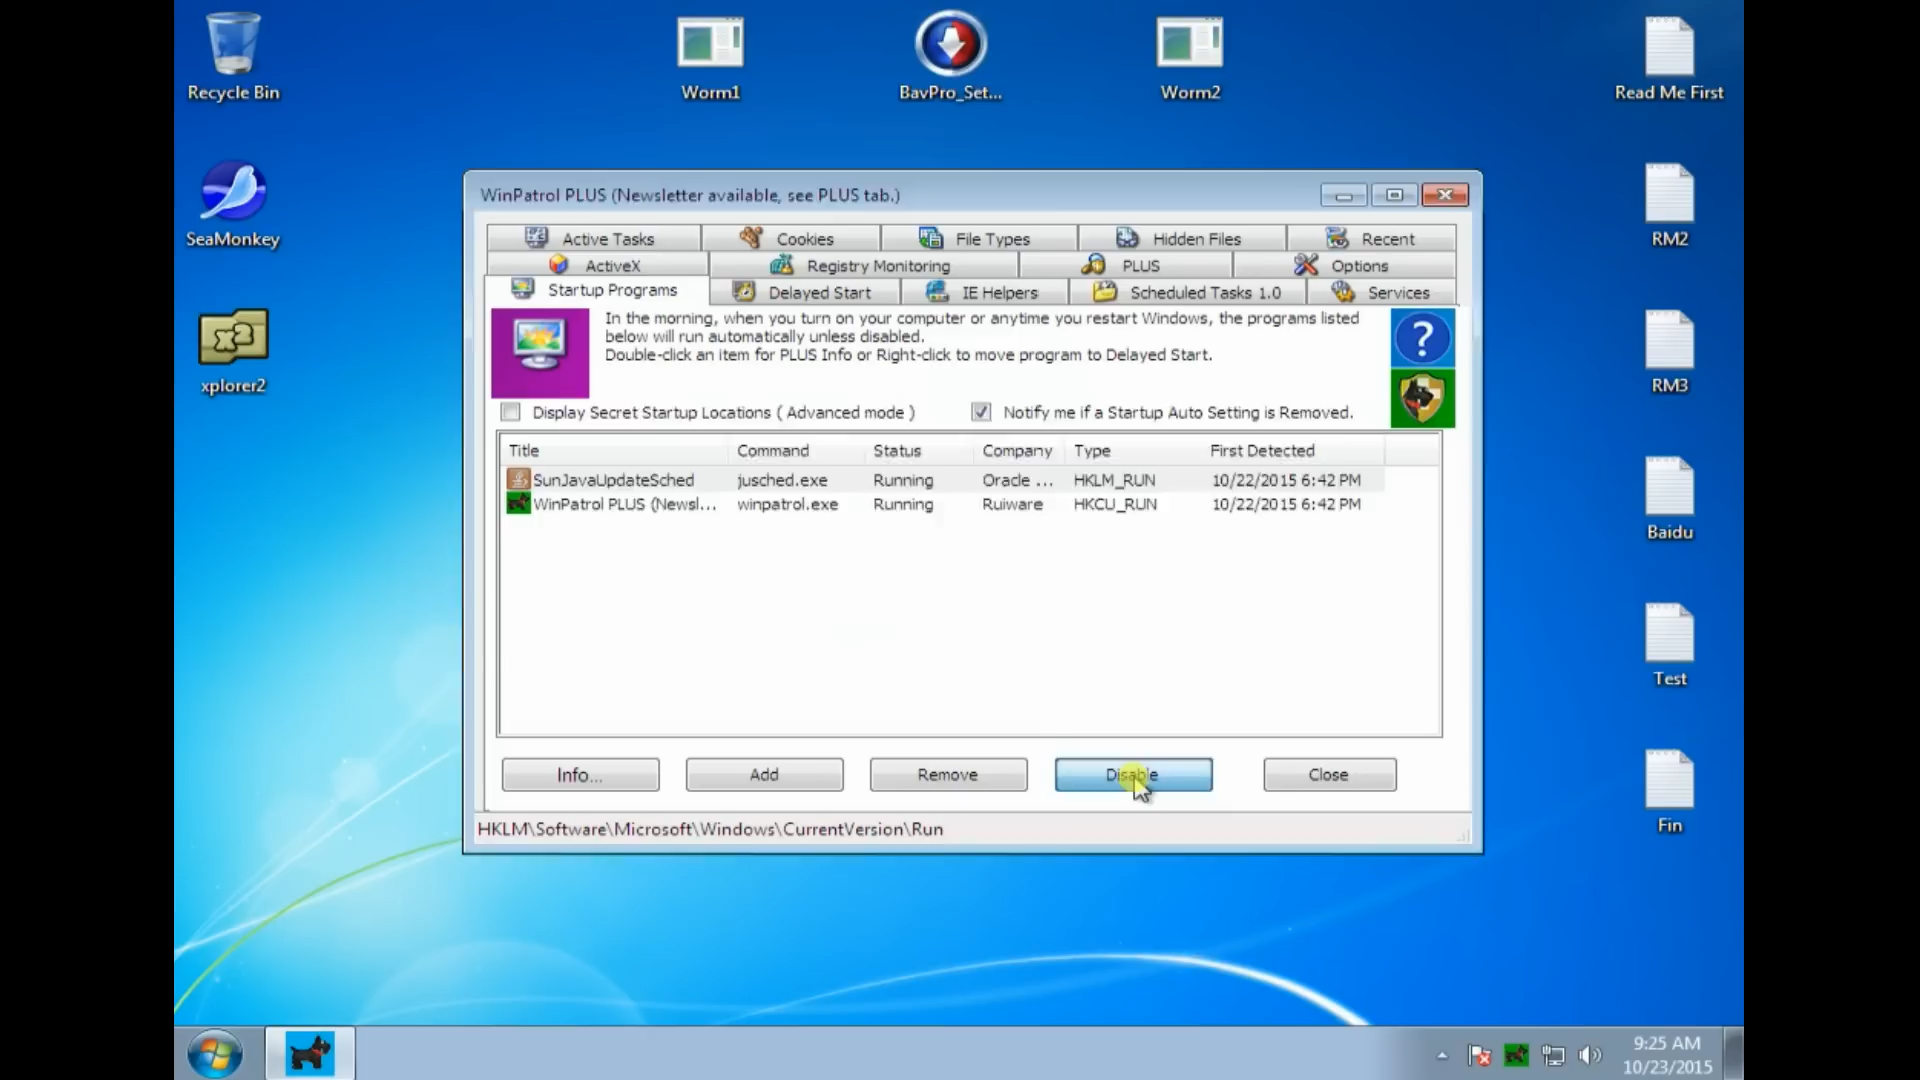 Recycle Bin
Worm1
BavPro_Set...
Worm2
Read Me First
SeaMonkey
RM2
xplorer2
RM3
Baidu
Test
Fin
WinPatrol PLUS (Newsletter available, see PLUS tab.)
Active Tasks
Cookies
File Types
Hidden Files
Recent
ActiveX
Registry Monitoring
PLUS
Options
Startup Programs
Delayed Start
IE Helpers
Scheduled Tasks 1.0
Services
In the morning, when you turn on your computer or anytime you restart Windows, the programs listed
below will run automatically unless disabled.
Double-click an item for PLUS Info or Right-click to move program to Delayed Start.
Display Secret Startup Locations ( Advanced mode )
Notify me if a Startup Auto Setting is Removed.
Title Command Status Company Type First Detected
SunJavaUpdateSched jusched.exe Running Oracle ... HKLM_RUN 10/22/2015 6:42 PM
WinPatrol PLUS (Newsl... winpatrol.exe Running Ruiware HKCU_RUN 10/22/2015 6:42 PM
Info...
Add
Remove
Disable
Close
HKLM\Software\Microsoft\Windows\CurrentVersion\Run
9:25 AM
10/23/2015